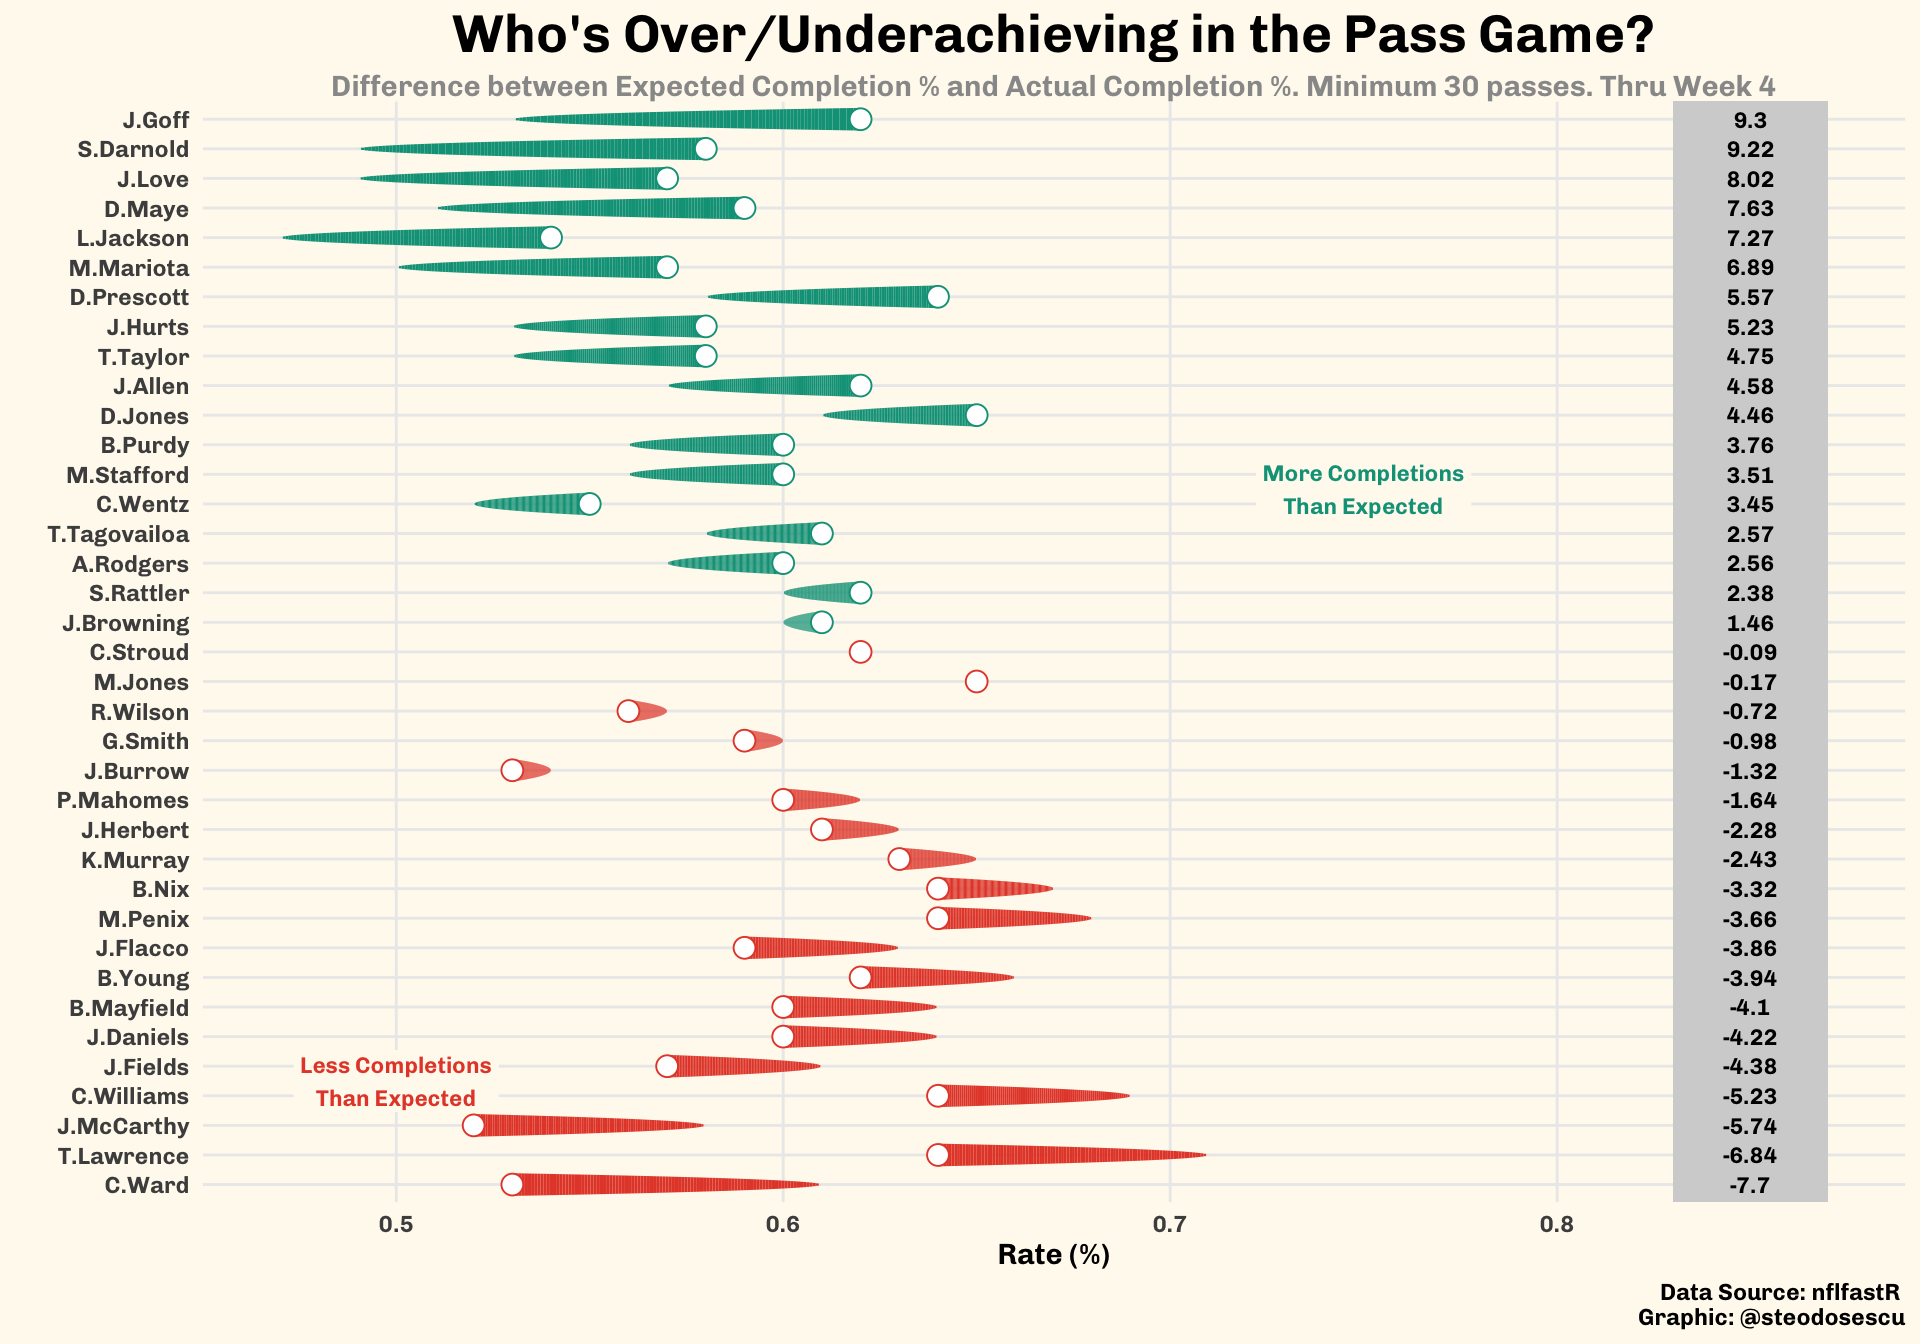 Who's Over/Underachieving in the Pass Game?
Difference between Expected Completion % and Actual Completion %. Minimum 30 passes. Thru Week 4
J.Goff 9.3
S.Darnold 9.22
J.Love 8.02
D.Maye 7.63
L.Jackson 7.27
M.Mariota 6.89
D.Prescott 5.57
J.Hurts 5.23
T.Taylor 4.75
J.Allen 4.58
D.Jones 4.46
B.Purdy 3.76
M.Stafford More Completions 3.51
C.Wentz Than Expected 3.45
T.Tagovailoa 2.57
A.Rodgers 2.56
S.Rattler 2.38
J.Browning 1.46
C.Stroud -0.09
M.Jones -0.17
R.Wilson -0.72
G.Smith -0.98
J.Burrow -1.32
P.Mahomes -1.64
J.Herbert -2.28
K.Murray -2.43
B.Nix -3.32
M.Penix -3.66
J.Flacco -3.86
B.Young -3.94
B.Mayfield -4.1
J.Daniels -4.22
J.Fields Less Completions -4.38
C.Williams Than Expected -5.23
J.McCarthy -5.74
T.Lawrence -6.84
C.Ward -7.7
0.5 0.6 0.7 0.8
Rate (%)
Data Source: nflfastR
Graphic: @steodosescu